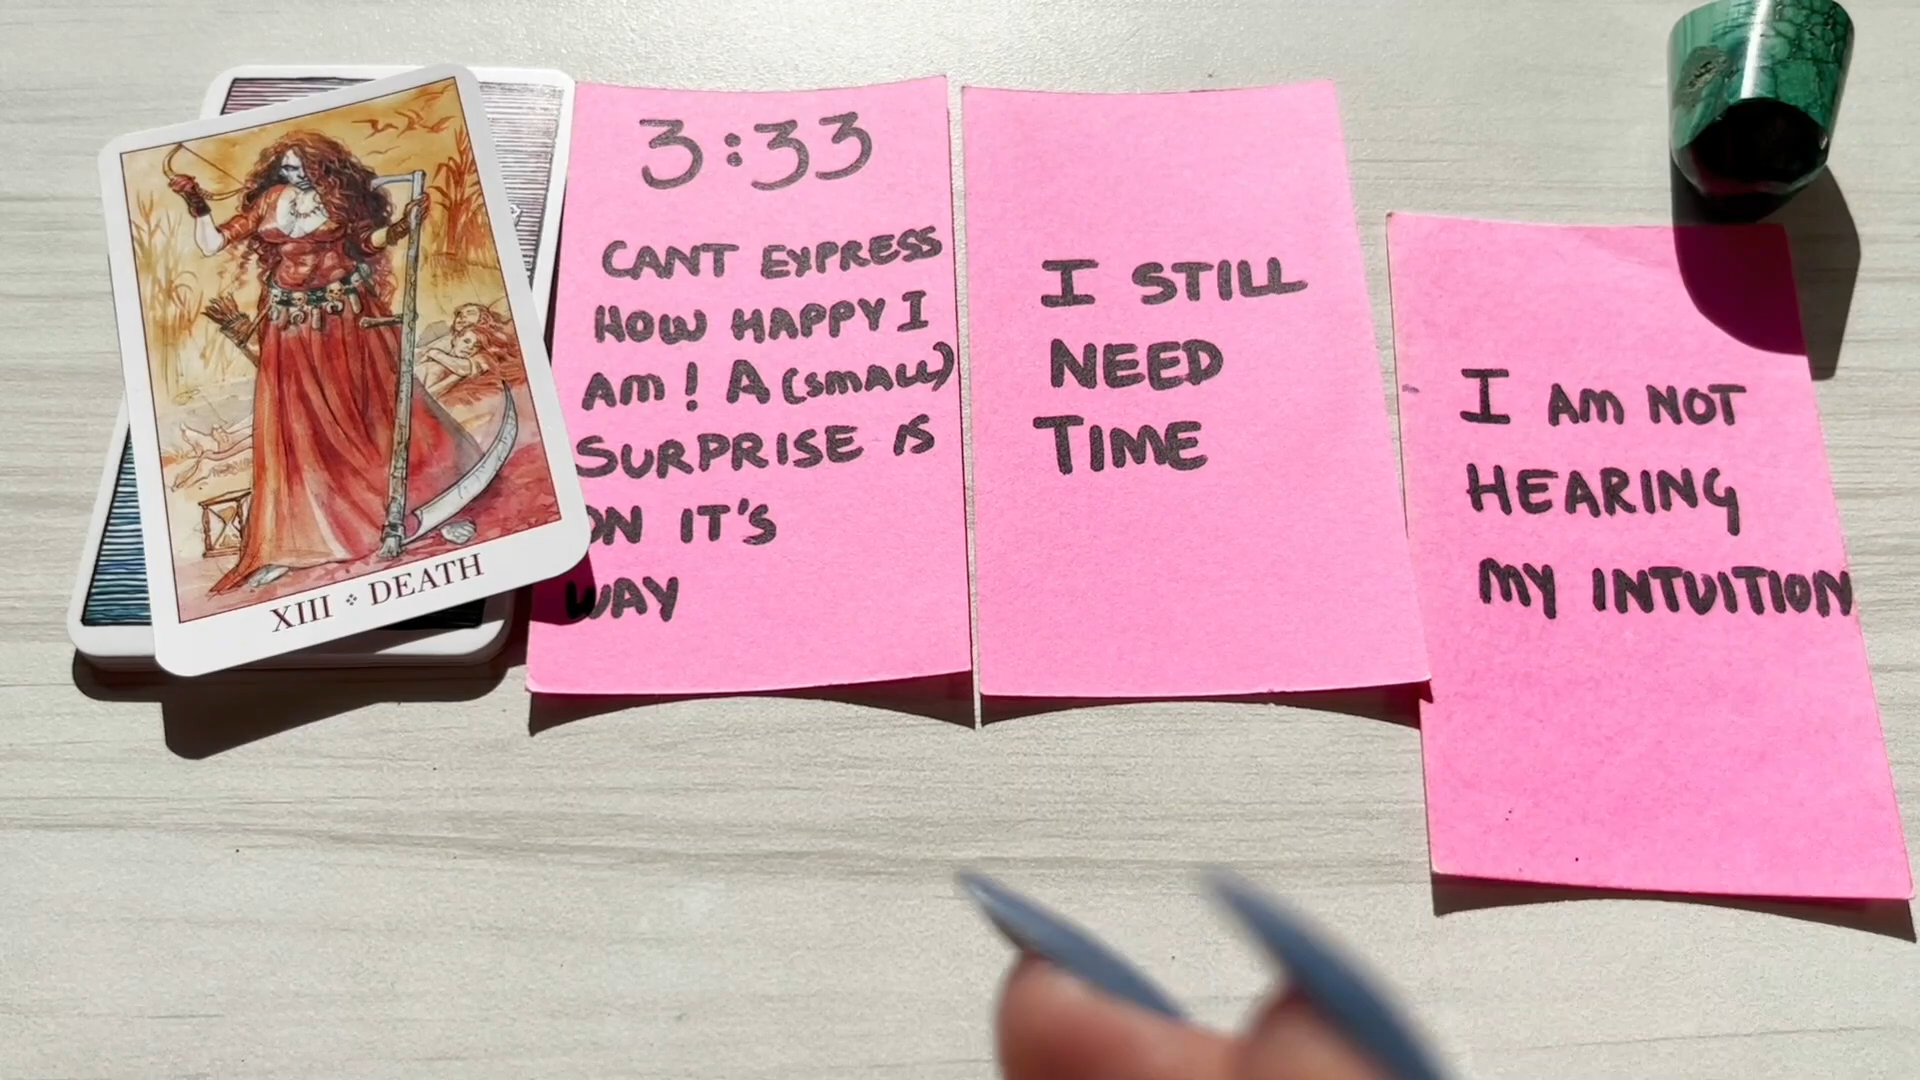 XIII DEATH
3:33
CANT EXPRESS
HOW HAPPY I
AM! A (SMALL)
SURPRISE IS
ON IT'S
WAY
I STILL
NEED
TIME
I AM NOT
HEARING
MY INTUITION